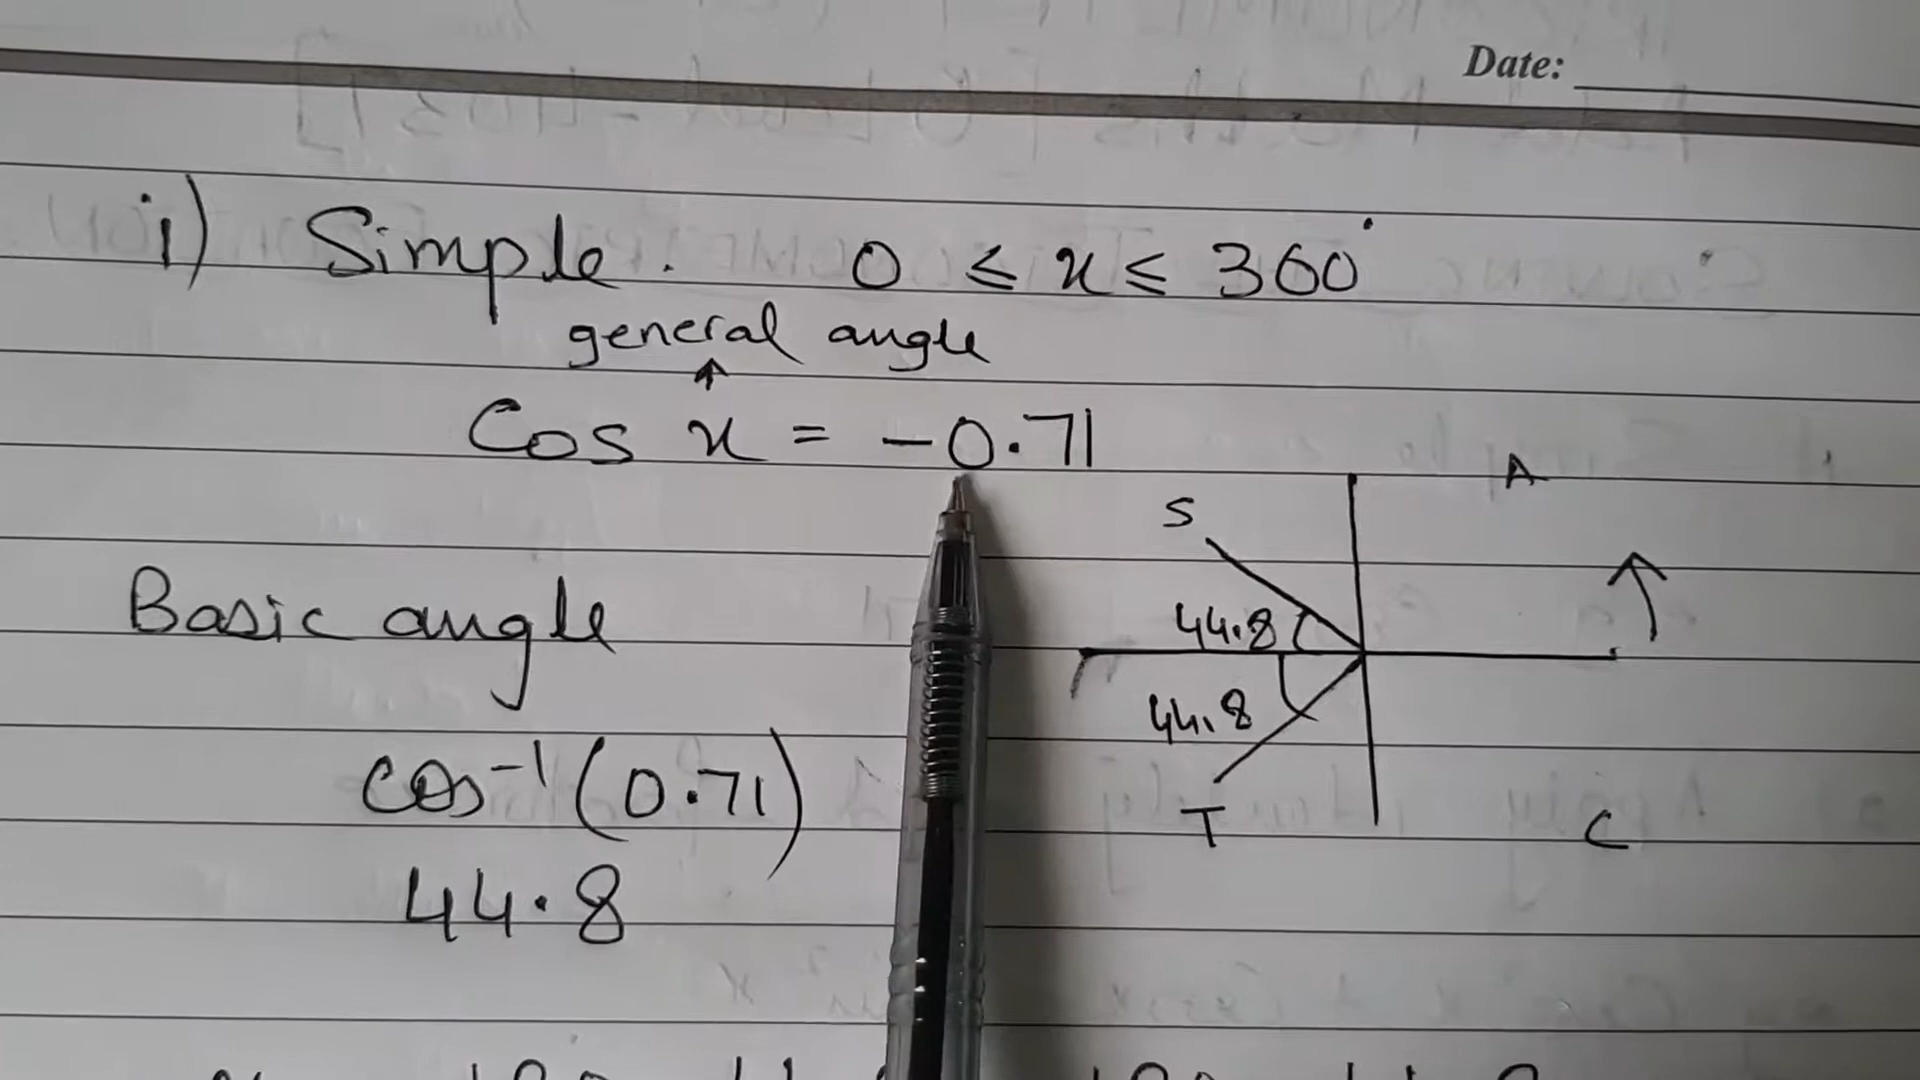 Date:
i) Simple. 0 ≤ x ≤ 360°
general angle
Cos x = -0.71
A
S
Basic angle
44.8
44.8
cos⁻¹(0.71)
T
C
44.8